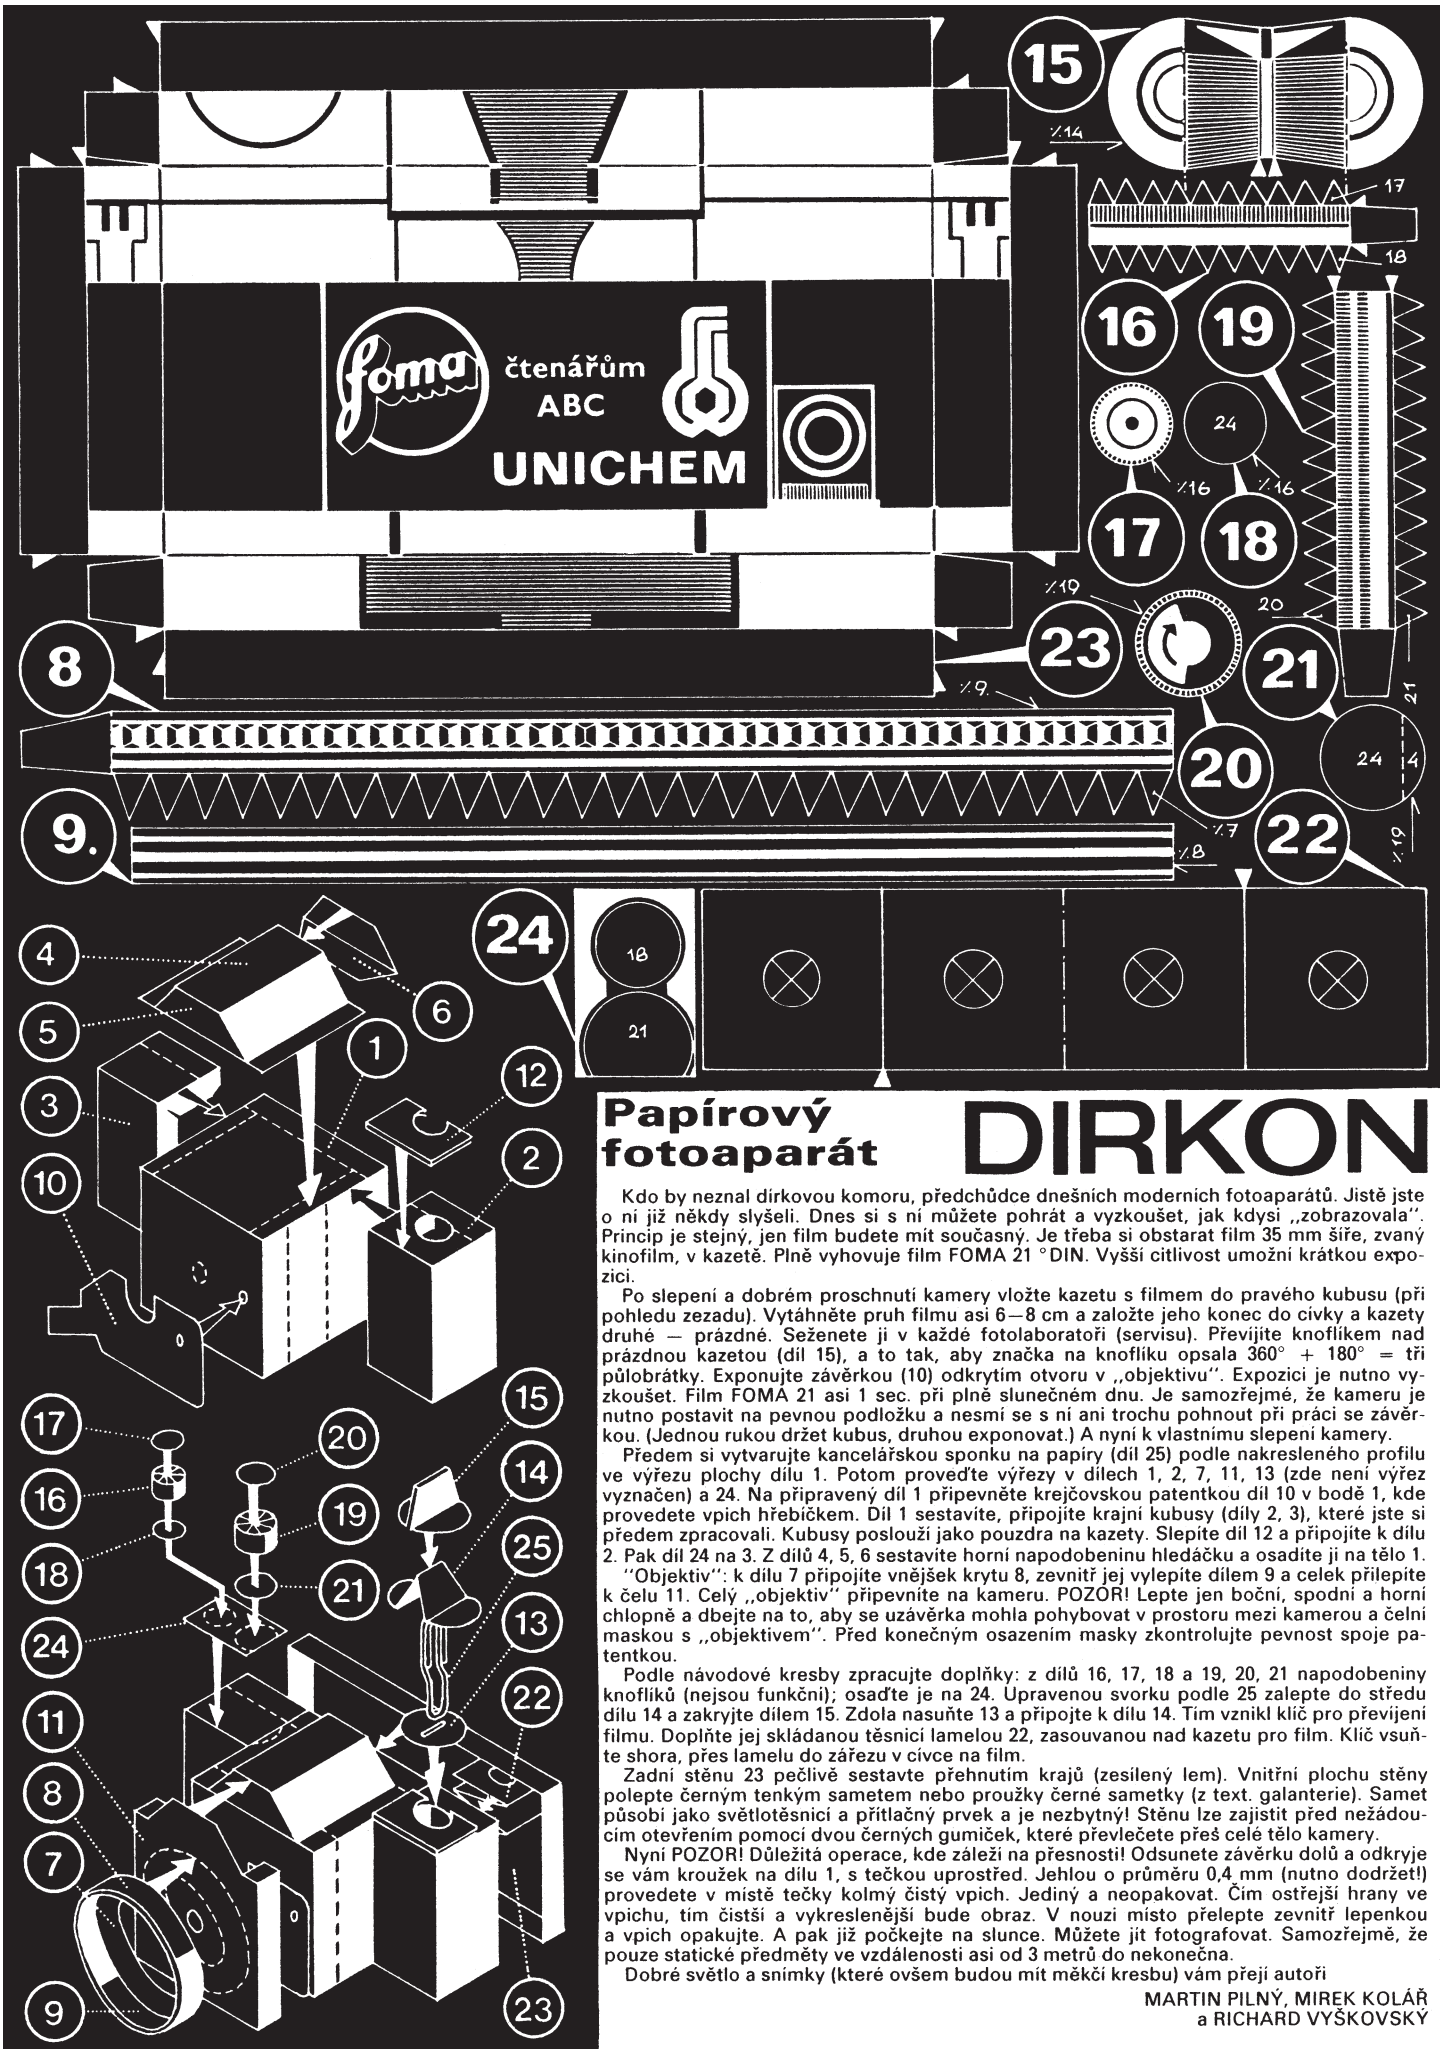 15
٪14
17
18
16
19
foma
čtenářům
ABC
UNICHEM
24
٪16
٪16
17
18
٪19
20
8
23
21
21
٪9.
20
24
4
9.
٪7
22
٪19
٪8
24
18
21
4
6
5
1
12
3
2
10
15
17
20
14
16
19
25
18
21
13
24
22
11
8
7
9
23
Papírový
fotoaparát
DIRKON
Kdo by neznal dírkovou komoru, předchůdce dnešních moderních fotoaparátů. Jistě jste
o ní již někdy slyšeli. Dnes si s ní můžete pohrát a vyzkoušet, jak kdysi „zobrazovala“.
Princip je stejný, jen film budete mít současný. Je třeba si obstarat film 35 mm šíře, zvaný
kinofilm, v kazetě. Plně vyhovuje film FOMA 21 °DIN. Vyšší citlivost umožní krátkou expo-
zici.
Po slepení a dobrém proschnutí kamery vložte kazetu s filmem do pravého kubusu (při
pohledu zezadu). Vytáhněte pruh filmu asi 6—8 cm a založte jeho konec do cívky a kazety
druhé — prázdné. Seženete ji v každé fotolaboratoři (servisu). Převíjíte knoflíkem nad
prázdnou kazetou (díl 15), a to tak, aby značka na knoflíku opsala 360° + 180° = tři
půlobrátky. Exponujte závěrkou (10) odkrytím otvoru v „objektivu“. Expozici je nutno vy-
zkoušet. Film FOMA 21 asi 1 sec. při plně slunečném dnu. Je samozřejmé, že kameru je
nutno postavit na pevnou podložku a nesmí se s ní ani trochu pohnout při práci se závěr-
kou. (Jednou rukou držet kubus, druhou exponovat.) A nyní k vlastnímu slepení kamery.
Předem si vytvarujte kancelářskou sponku na papíry (díl 25) podle nakresleného profilu
ve výřezu plochy dílu 1. Potom proveďte výřezy v dílech 1, 2, 7, 11, 13 (zde není výřez
vyznačen) a 24. Na připravený díl 1 připevněte krejčovskou patentkou díl 10 v bodě 1, kde
provedete vpich hřebíčkem. Díl 1 sestavíte, připojíte krajní kubusy (díly 2, 3), které jste si
předem zpracovali. Kubusy poslouží jako pouzdra na kazety. Slepíte díl 12 a připojíte k dílu
2. Pak díl 24 na 3. Z dílů 4, 5, 6 sestavíte horní napodobeninu hledáčku a osadíte ji na tělo 1.
"Objektiv": k dílu 7 připojíte vnějšek krytu 8, zevnitř jej vylepíte dílem 9 a celek přilepíte
k čelu 11. Celý „objektiv“ připevníte na kameru. POZOR! Lepte jen boční, spodní a horní
chlopně a dbejte na to, aby se uzávěrka mohla pohybovat v prostoru mezi kamerou a čelní
maskou s „objektivem“. Před konečným osazením masky zkontrolujte pevnost spoje pa-
tentkou.
Podle návodové kresby zpracujte doplňky: z dílů 16, 17, 18 a 19, 20, 21 napodobeniny
knoflíků (nejsou funkční); osaďte je na 24. Upravenou svorku podle 25 zalepte do středu
dílu 14 a zakryjte dílem 15. Zdola nasuňte 13 a připojte k dílu 14. Tím vznikl klíč pro převíjení
filmu. Doplňte jej skládanou těsnicí lamelou 22, zasouvanou nad kazetu pro film. Klíč vsuň-
te shora, přes lamelu do zářezu v cívce na film.
Zadní stěnu 23 pečlivě sestavte přehnutím krajů (zesílený lem). Vnitřní plochu stěny
polepte černým tenkým sametem nebo proužky černé sametky (z text. galanterie). Samet
působí jako světlotěsnicí a přítlačný prvek a je nezbytný! Stěnu lze zajistit před nežádou-
cím otevřením pomocí dvou černých gumiček, které převlečete přeš celé tělo kamery.
Nyní POZOR! Důležitá operace, kde záleží na přesnosti! Odsunete závěrku dolů a odkryje
se vám kroužek na dílu 1, s tečkou uprostřed. Jehlou o průměru 0,4 mm (nutno dodržet!)
provedete v místě tečky kolmý čistý vpich. Jediný a neopakovat. Čím ostřejší hrany ve
vpichu, tím čistší a vykreslenější bude obraz. V nouzi místo přelepte zevnitř lepenkou
a vpich opakujte. A pak již počkejte na slunce. Můžete jít fotografovat. Samozřejmě, že
pouze statické předměty ve vzdálenosti asi od 3 metrů do nekonečna.
Dobré světlo a snímky (které ovšem budou mít měkčí kresbu) vám přejí autoři
MARTIN PILNÝ, MIREK KOLÁŘ
a RICHARD VYŠKOVSKÝ